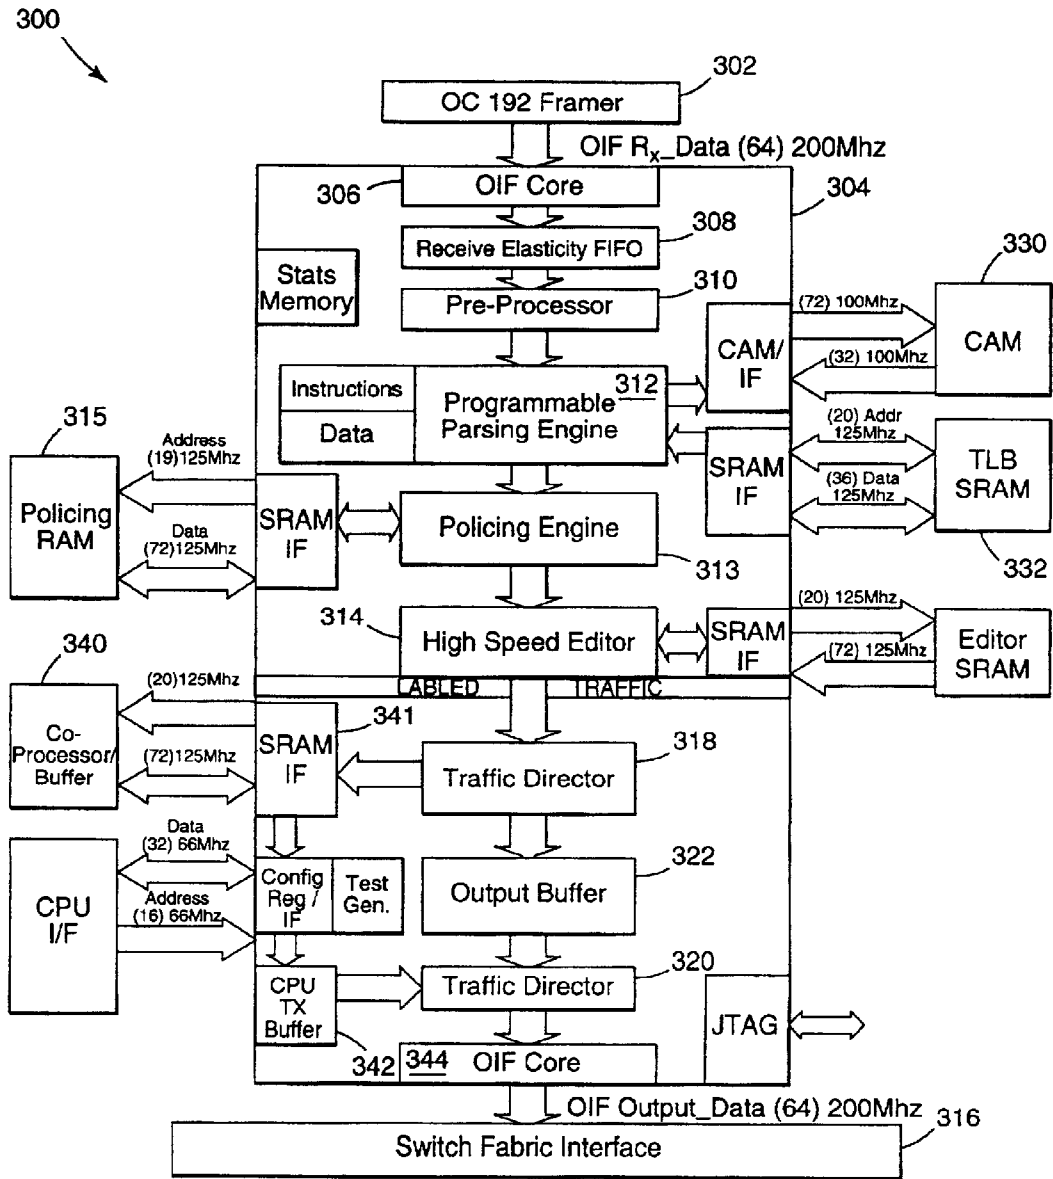 300
302
OC 192 Framer
OIF Rx_Data (64) 200Mhz
306
OIF Core
304
308
Receive Elasticity FIFO
330
Stats
Memory
310
Pre-Processor
(72) 100Mhz
CAM/
IF
CAM
(32) 100Mhz
Instructions
Data
312
Programmable
Parsing Engine
315
Address
(19)125Mhz
(20) Addr
125Mhz
SRAM
IF
TLB
SRAM
(36) Data
125Mhz
Policing
RAM
SRAM
IF
Policing Engine
Data
(72)125Mhz
313
332
314
High Speed Editor
SRAM
IF
(20) 125Mhz
Editor
SRAM
(72) 125Mhz
340
LABLED TRAFFIC
(20)125Mhz
341
SRAM
IF
318
Co-
Processor/
Buffer
(72)125Mhz
Traffic Director
Data
(32) 66Mhz
322
CPU
I/F
Config
Reg /
IF
Test
Gen.
Output Buffer
Address
(16) 66Mhz
320
CPU
TX
Buffer
Traffic Director
JTAG
342
344
OIF Core
OIF Output_Data (64) 200Mhz
316
Switch Fabric Interface